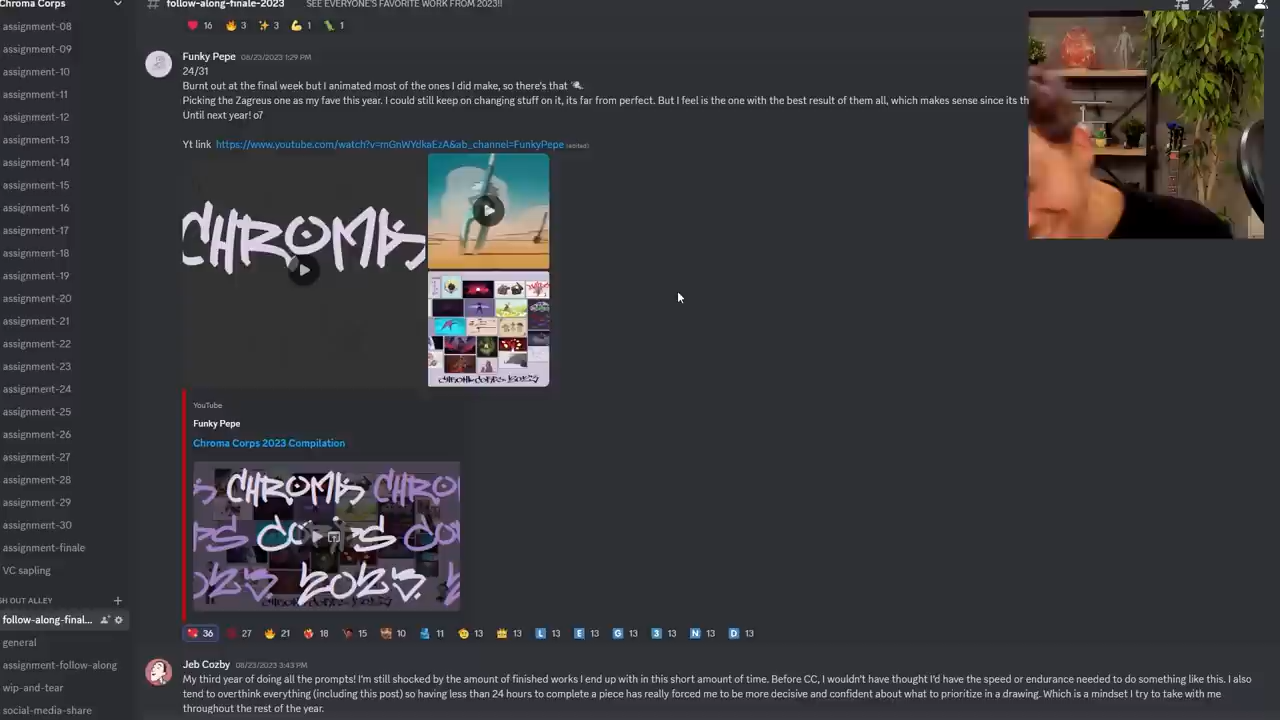 Chroma Corps
follow-along-finale-2023
SEE EVERYONE'S FAVORITE WORK FROM 2023!!
assignment-08
assignment-09
assignment-10
assignment-11
assignment-12
assignment-13
assignment-14
assignment-15
assignment-16
assignment-17
assignment-18
assignment-19
assignment-20
assignment-21
assignment-22
assignment-23
assignment-24
assignment-25
assignment-26
assignment-27
assignment-28
assignment-29
assignment-30
assignment-finale
VC sapling
SH OUT ALLEY
follow-along-final...
general
assignment-follow-along
wip-and-tear
social-media-share
16 3 3 1 1
Funky Pepe 08/23/2023 1:29 PM
24/31
Burnt out at the final week but I animated most of the ones I did make, so there's that
Picking the Zagreus one as my fave this year. I could still keep on changing stuff on it, its far from perfect. But I feel is the one with the best result of them all, which makes sense since its th
Until next year! o7
Yt link https://www.youtube.com/watch?v=mGnWYdkaEzA&ab_channel=FunkyPepe (edited)
CHROMA
CHROMA CORPS 2023
YouTube
Funky Pepe
Chroma Corps 2023 Compilation
CHROMA CHRO
PS CORPS CO
2023 2023
36 27 21 18 15 10 11 13 13 L 13 E 13 G 13 3 13 N 13 D 13
Jeb Cozby 08/23/2023 3:43 PM
My third year of doing all the prompts! I'm still shocked by the amount of finished works I end up with in this short amount of time. Before CC, I wouldn't have thought I'd have the speed or endurance needed to do something like this. I also
tend to overthink everything (including this post) so having less than 24 hours to complete a piece has really forced me to be more decisive and confident about what to prioritize in a drawing. Which is a mindset I try to take with me
throughout the rest of the year.